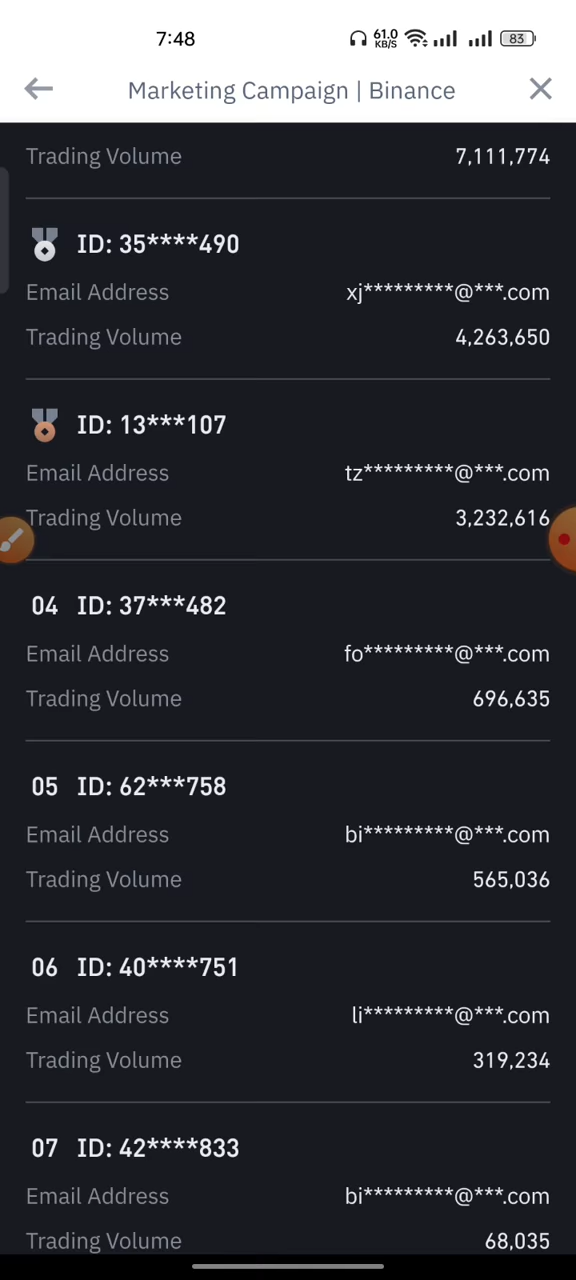 7:48 61.0 KB/S 83
Marketing Campaign | Binance
Trading Volume 7,111,774
ID: 35****490
Email Address xj*********@***.com
Trading Volume 4,263,650
ID: 13***107
Email Address tz*********@***.com
Trading Volume 3,232,616
04 ID: 37***482
Email Address fo*********@***.com
Trading Volume 696,635
05 ID: 62***758
Email Address bi*********@***.com
Trading Volume 565,036
06 ID: 40****751
Email Address li*********@***.com
Trading Volume 319,234
07 ID: 42****833
Email Address bi*********@***.com
Trading Volume 68,035